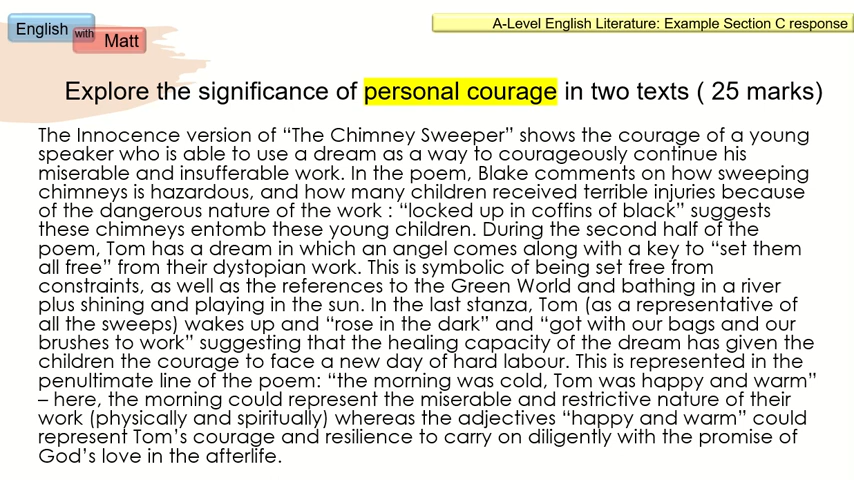 English with Matt
A-Level English Literature: Example Section C response
Explore the significance of personal courage in two texts ( 25 marks)
The Innocence version of “The Chimney Sweeper” shows the courage of a young
speaker who is able to use a dream as a way to courageously continue his
miserable and insufferable work. In the poem, Blake comments on how sweeping
chimneys is hazardous, and how many children received terrible injuries because
of the dangerous nature of the work : “locked up in coffins of black” suggests
these chimneys entomb these young children. During the second half of the
poem, Tom has a dream in which an angel comes along with a key to “set them
all free” from their dystopian work. This is symbolic of being set free from
constraints, as well as the references to the Green World and bathing in a river
plus shining and playing in the sun. In the last stanza, Tom (as a representative of
all the sweeps) wakes up and “rose in the dark” and “got with our bags and our
brushes to work” suggesting that the healing capacity of the dream has given the
children the courage to face a new day of hard labour. This is represented in the
penultimate line of the poem: “the morning was cold, Tom was happy and warm”
– here, the morning could represent the miserable and restrictive nature of their
work (physically and spiritually) whereas the adjectives “happy and warm” could
represent Tom’s courage and resilience to carry on diligently with the promise of
God’s love in the afterlife.